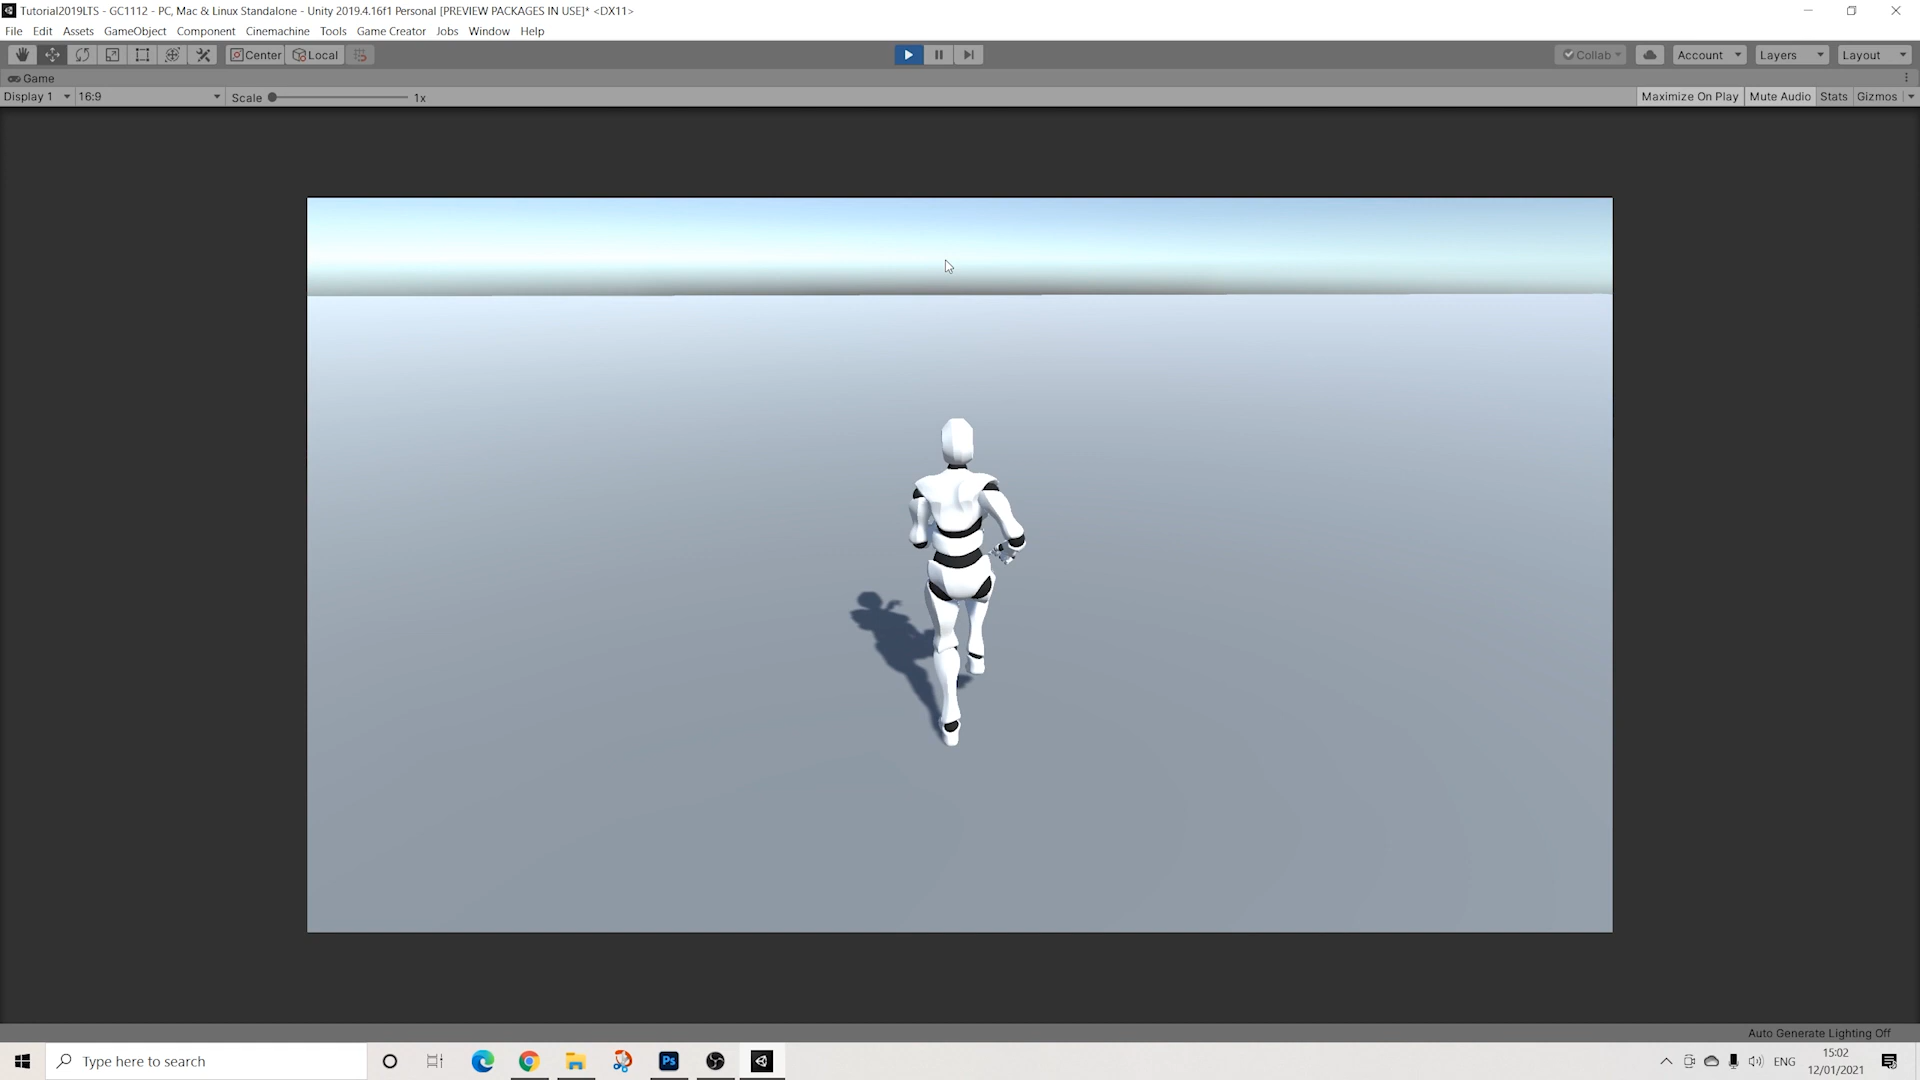 Tutorial2019LTS - GC1112 - PC, Mac & Linux Standalone - Unity 2019.4.16f1 Personal [PREVIEW PACKAGES IN USE]* <DX11>
File Edit Assets GameObject Component Cinemachine Tools Game Creator Jobs Window Help
Center Local Collab Account Layers Layout
Game
Display 1 16:9 Scale 1x Maximize On Play Mute Audio Stats Gizmos
Auto Generate Lighting Off
Type here to search Ps ENG 15:02
12/01/2021